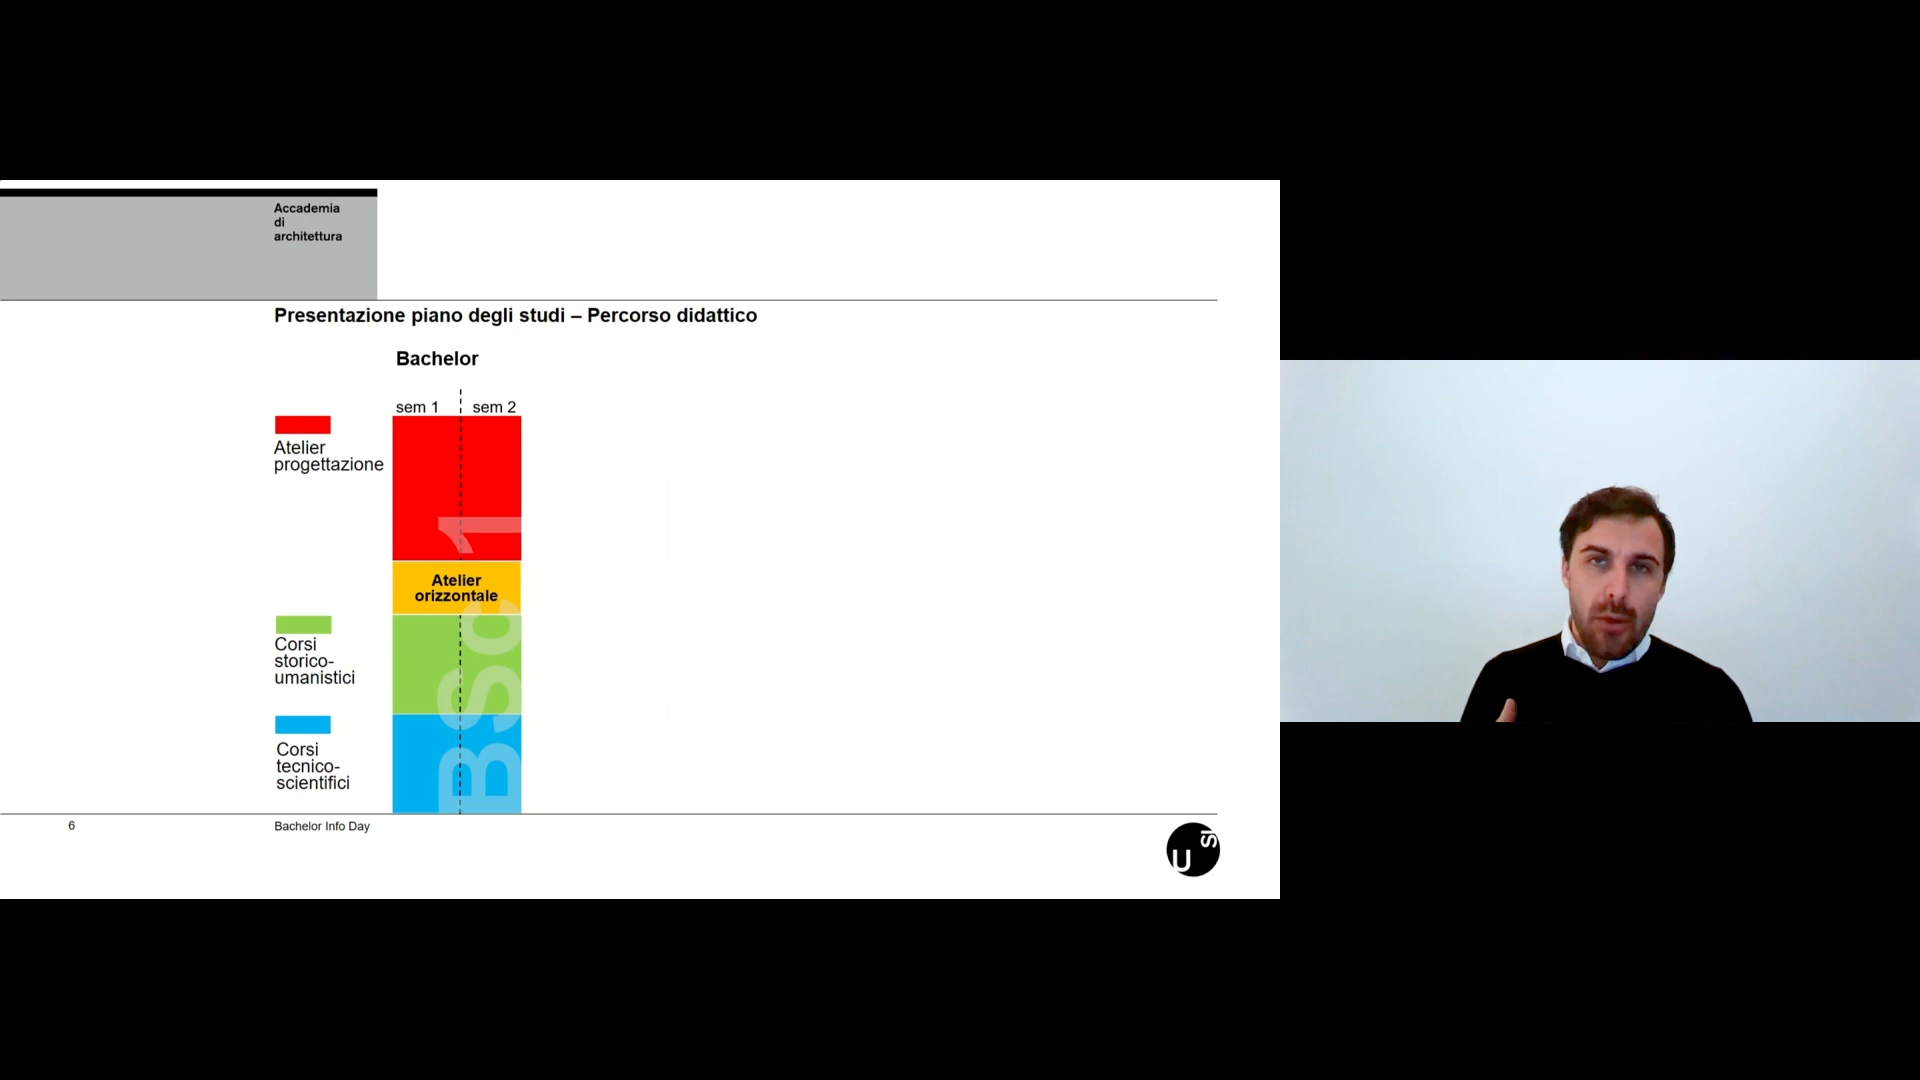 Accademia
di
architettura
Presentazione piano degli studi – Percorso didattico
Bachelor
sem 1
sem 2
Atelier
progettazione
Atelier
orizzontale
Corsi
storico-
umanistici
Corsi
tecnico-
scientifici
BSc 1
6
Bachelor Info Day
U
SI